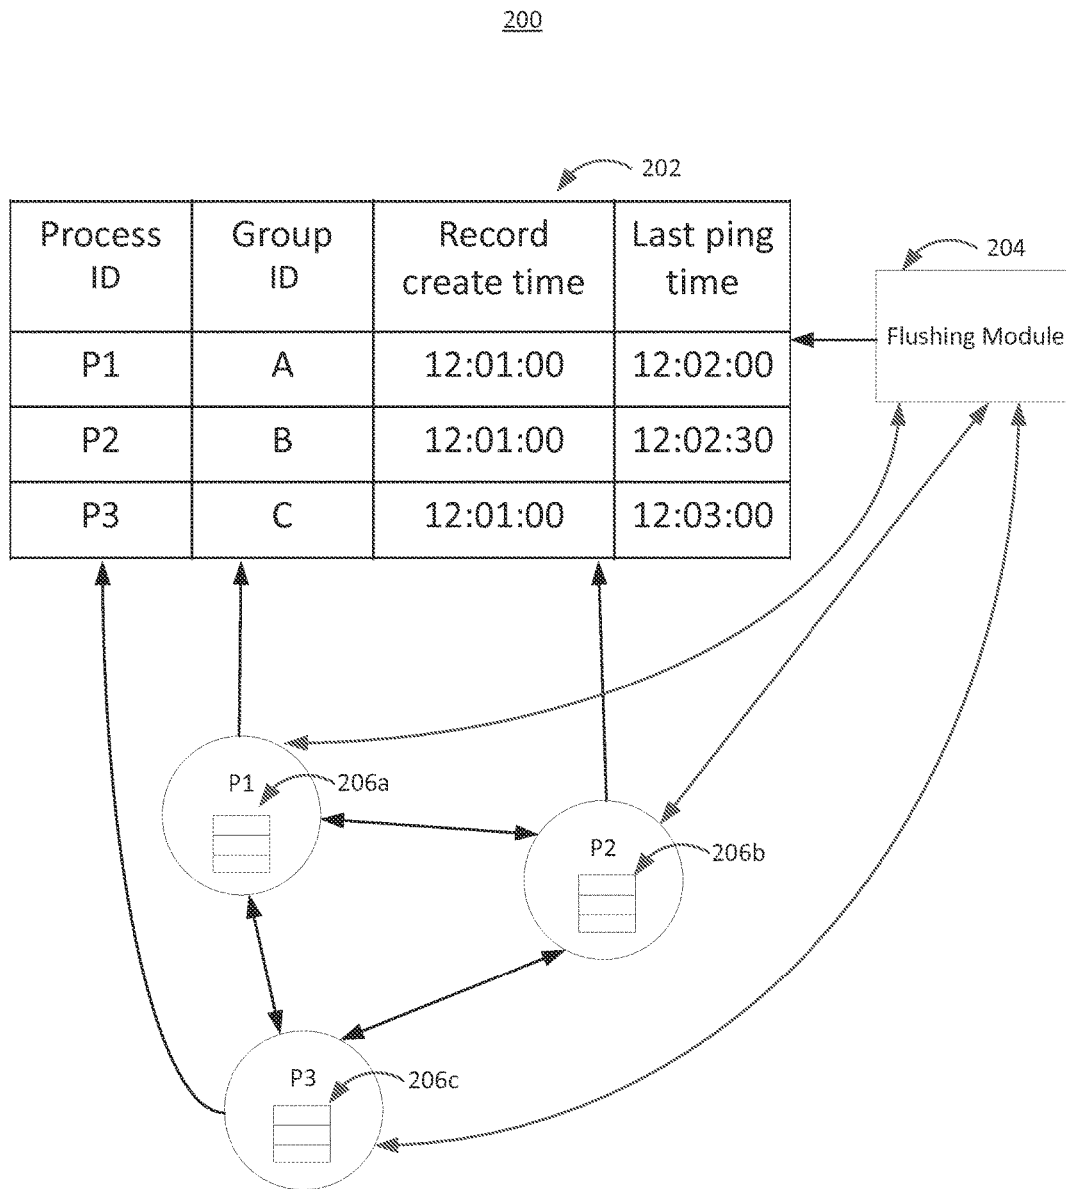 200
202
Process ID
Group ID
Record create time
Last ping time
204
Flushing Module
P1 A 12:01:00 12:02:00
P2 B 12:01:00 12:02:30
P3 C 12:01:00 12:03:00
P1
206a
P2
206b
P3
206c